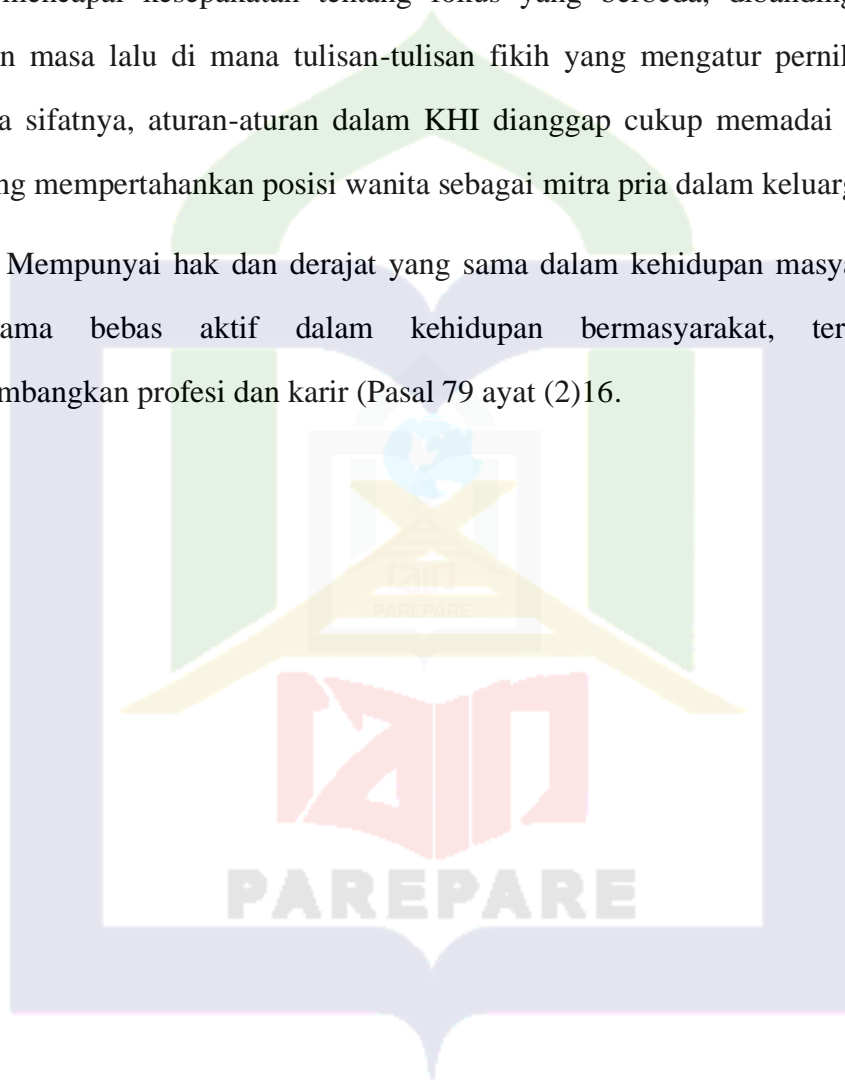 mencapai kesepakatan tentang fokus yang berbeda, dibanding
n masa lalu di mana tulisan-tulisan fikih yang mengatur pernil
a sifatnya, aturan-aturan dalam KHI dianggap cukup memadai
ng mempertahankan posisi wanita sebagai mitra pria dalam keluarg
Mempunyai hak dan derajat yang sama dalam kehidupan masya
ama bebas aktif dalam kehidupan bermasyarakat, ter
mbangkan profesi dan karir (Pasal 79 ayat (2)16.
PAREPARE
PAREPARE